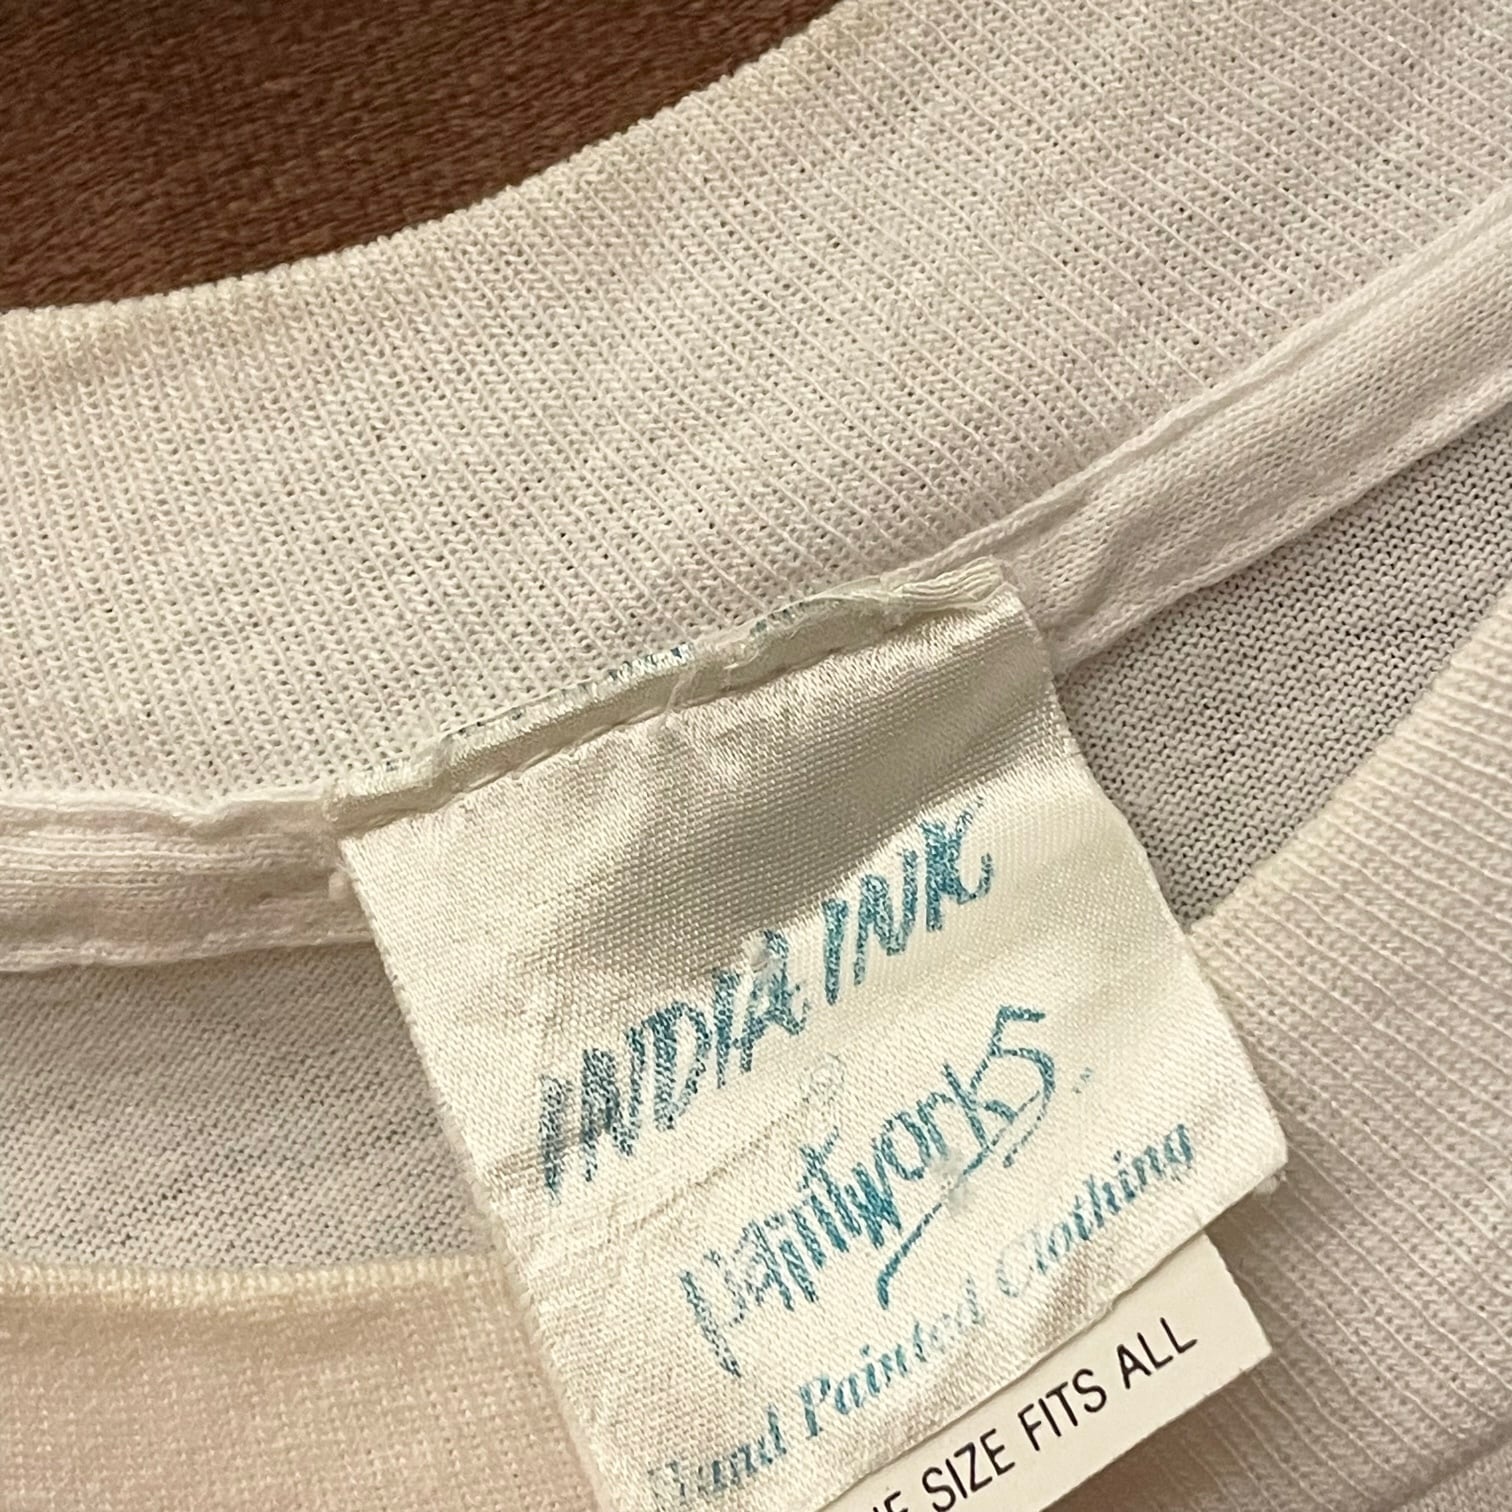 INDIA INK
paintworks
Hand Painted Clothing
SIZE FITS ALL